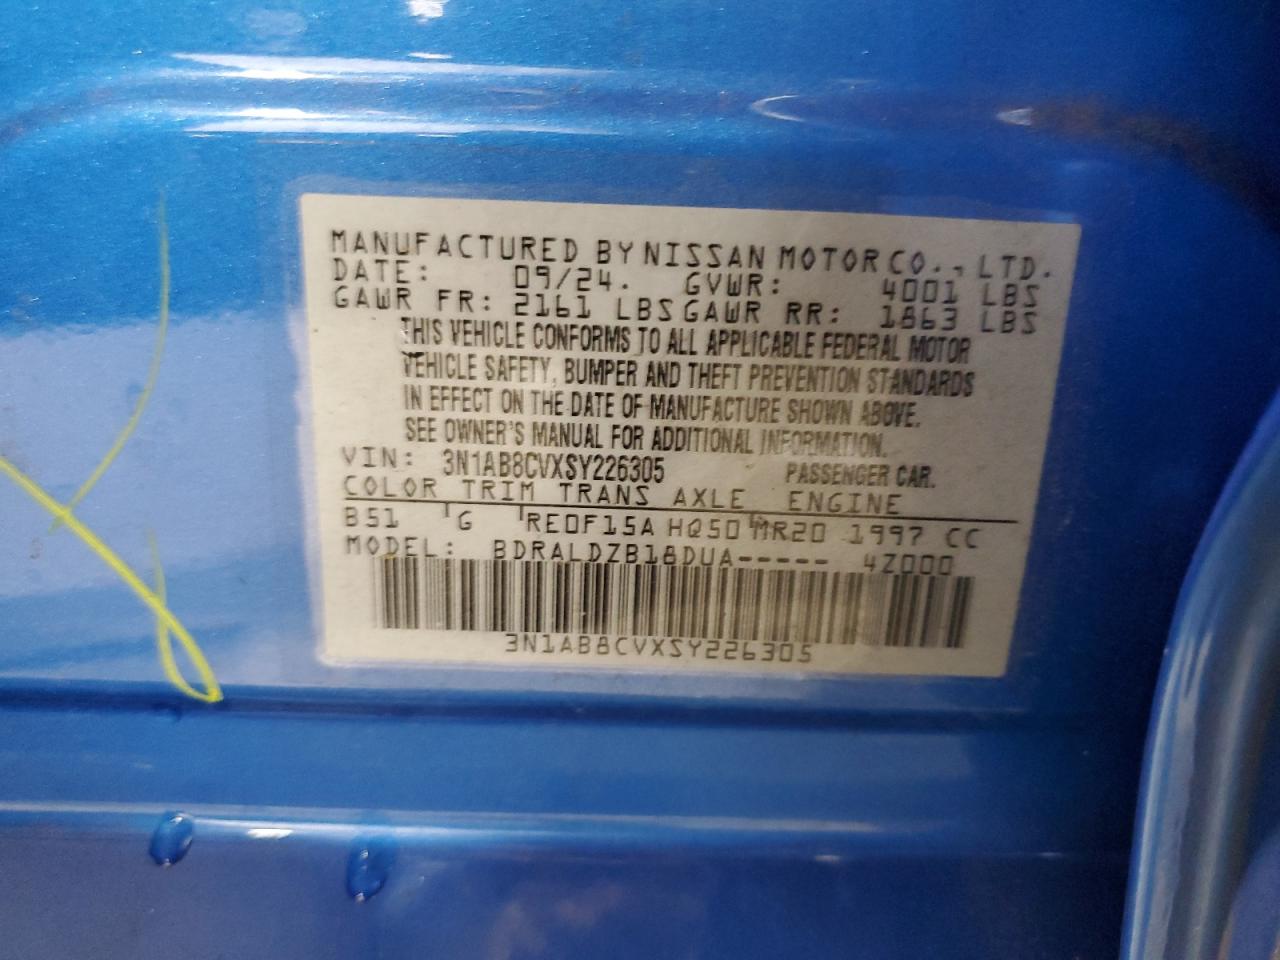 MANUFACTURED BY NISSAN MOTOR CO., LTD.
DATE: 09/24. GVWR: 4001 LBS
GAWR FR: 2161 LBS GAWR RR: 1863 LBS
THIS VEHICLE CONFORMS TO ALL APPLICABLE FEDERAL MOTOR
VEHICLE SAFETY, BUMPER AND THEFT PREVENTION STANDARDS
IN EFFECT ON THE DATE OF MANUFACTURE SHOWN ABOVE.
SEE OWNER'S MANUAL FOR ADDITIONAL INFORMATION.
VIN: 3N1AB8CVXSY226305 PASSENGER CAR.
COLOR TRIM TRANS AXLE ENGINE
B51 G RE0F15A HQ50 MR20 1997 CC
MODEL: BDRALDZB18DUA----- 4Z000
3N1AB8CVXSY226305